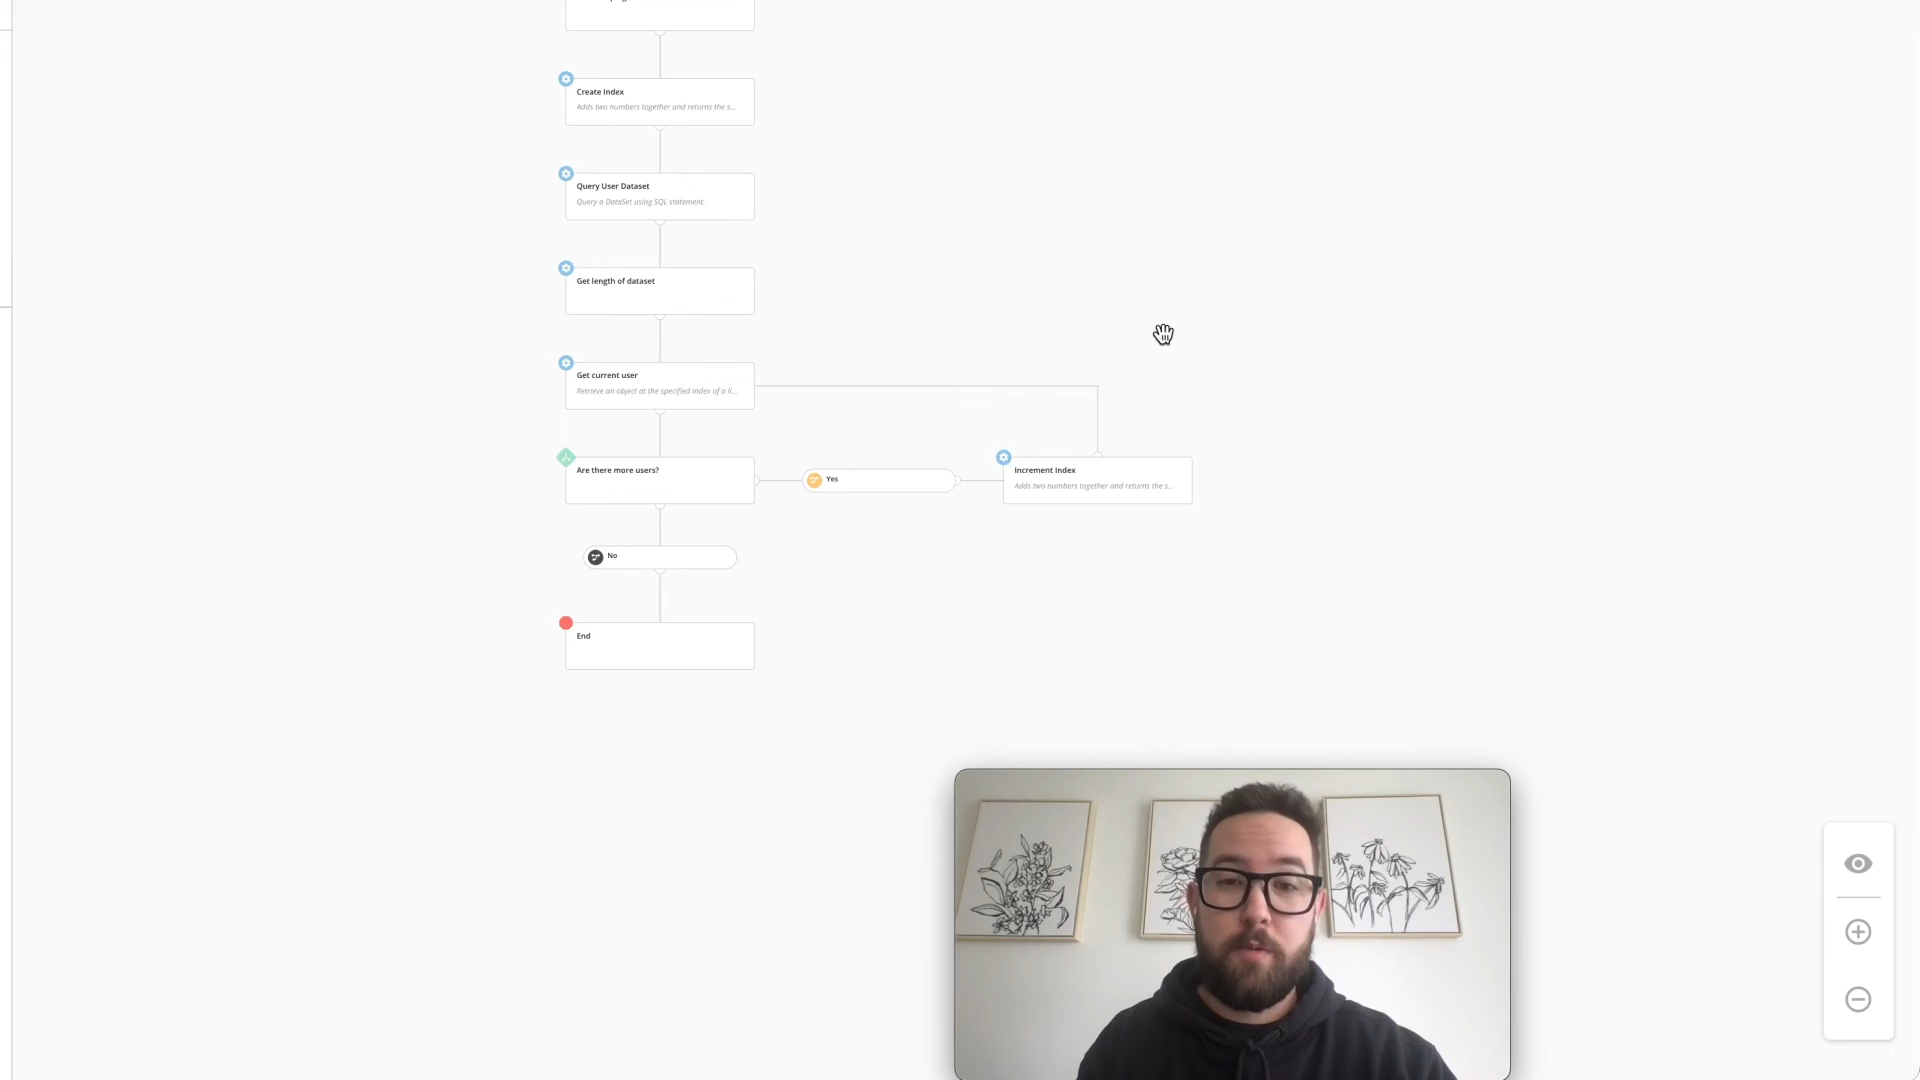 Create Index
Adds two numbers together and returns the s...
Query User Dataset
Query a DataSet using SQL statement.
Get length of dataset
Get current user
Retrieve an object at the specified index of a li...
Are there more users?
Yes
Increment Index
Adds two numbers together and returns the s...
No
End